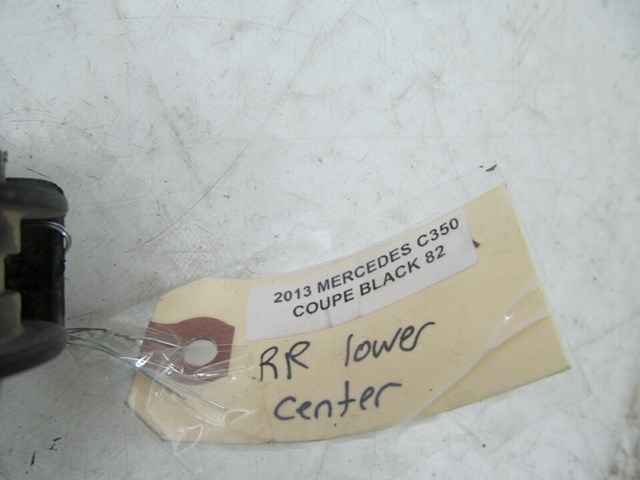 2013 MERCEDES C350
COUPE BLACK 82
RR lower
center